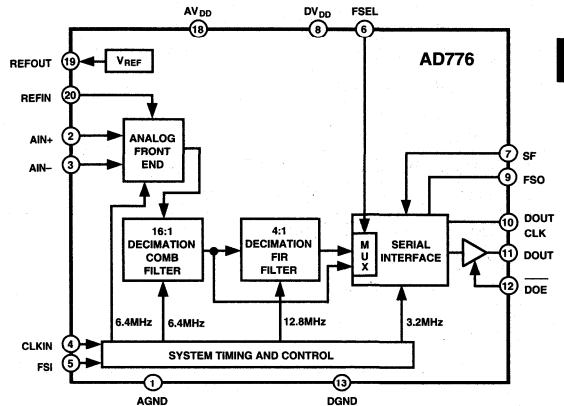 AVDD
DVDD
FSEL
18
8
6
AD776
REFOUT
19
VREF
REFIN
20
AIN+
2
AIN–
3
ANALOG
FRONT
END
7
SF
9
FSO
10
DOUT
CLK
11
DOUT
12
DOE
16:1
DECIMATION
COMB
FILTER
4:1
DECIMATION
FIR
FILTER
MUX
SERIAL
INTERFACE
6.4MHz
6.4MHz
12.8MHz
3.2MHz
CLKIN
4
FSI
5
SYSTEM TIMING AND CONTROL
1
13
AGND
DGND